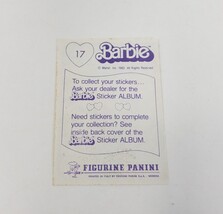 17
Barbie
To collect your stickers...
Ask your dealer for the
Barbie Sticker ALBUM.
Need stickers to complete
your collection? See
inside back cover of the
Barbie Sticker ALBUM.
FIGURINE PANINI